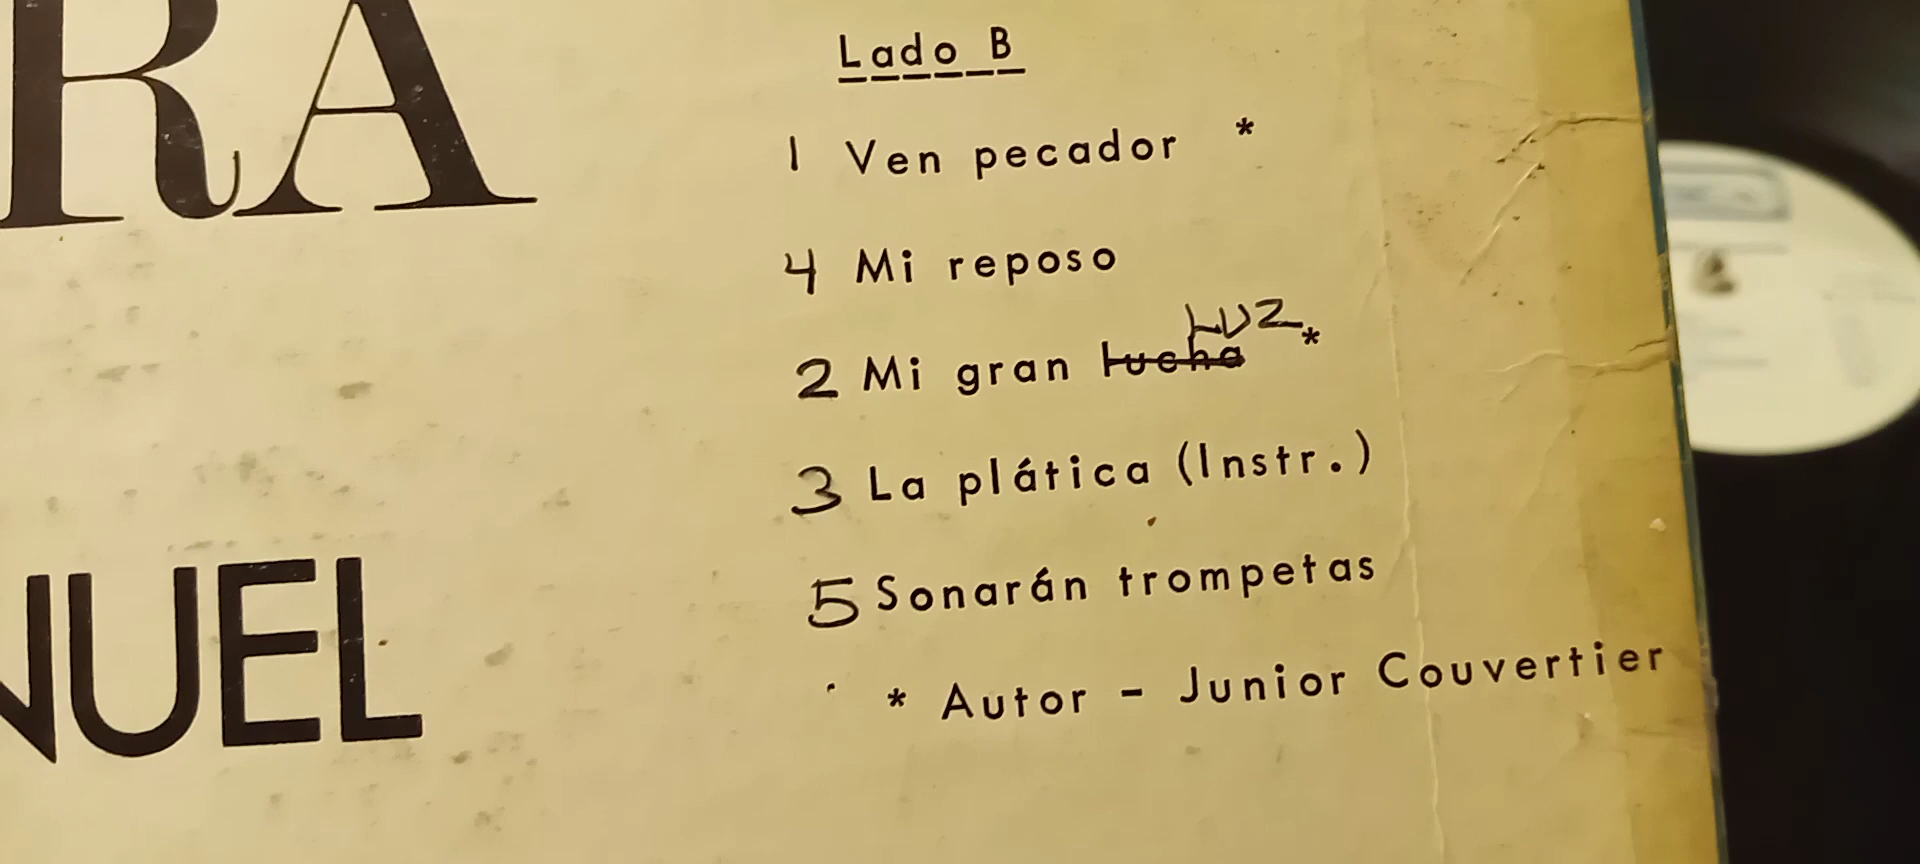 RA
NUEL
Lado B
1 Ven pecador *
4 Mi reposo
2 Mi gran lucha LUZ *
3 La plática (Instr.)
5 Sonarán trompetas
* Autor - Junior Couvertier